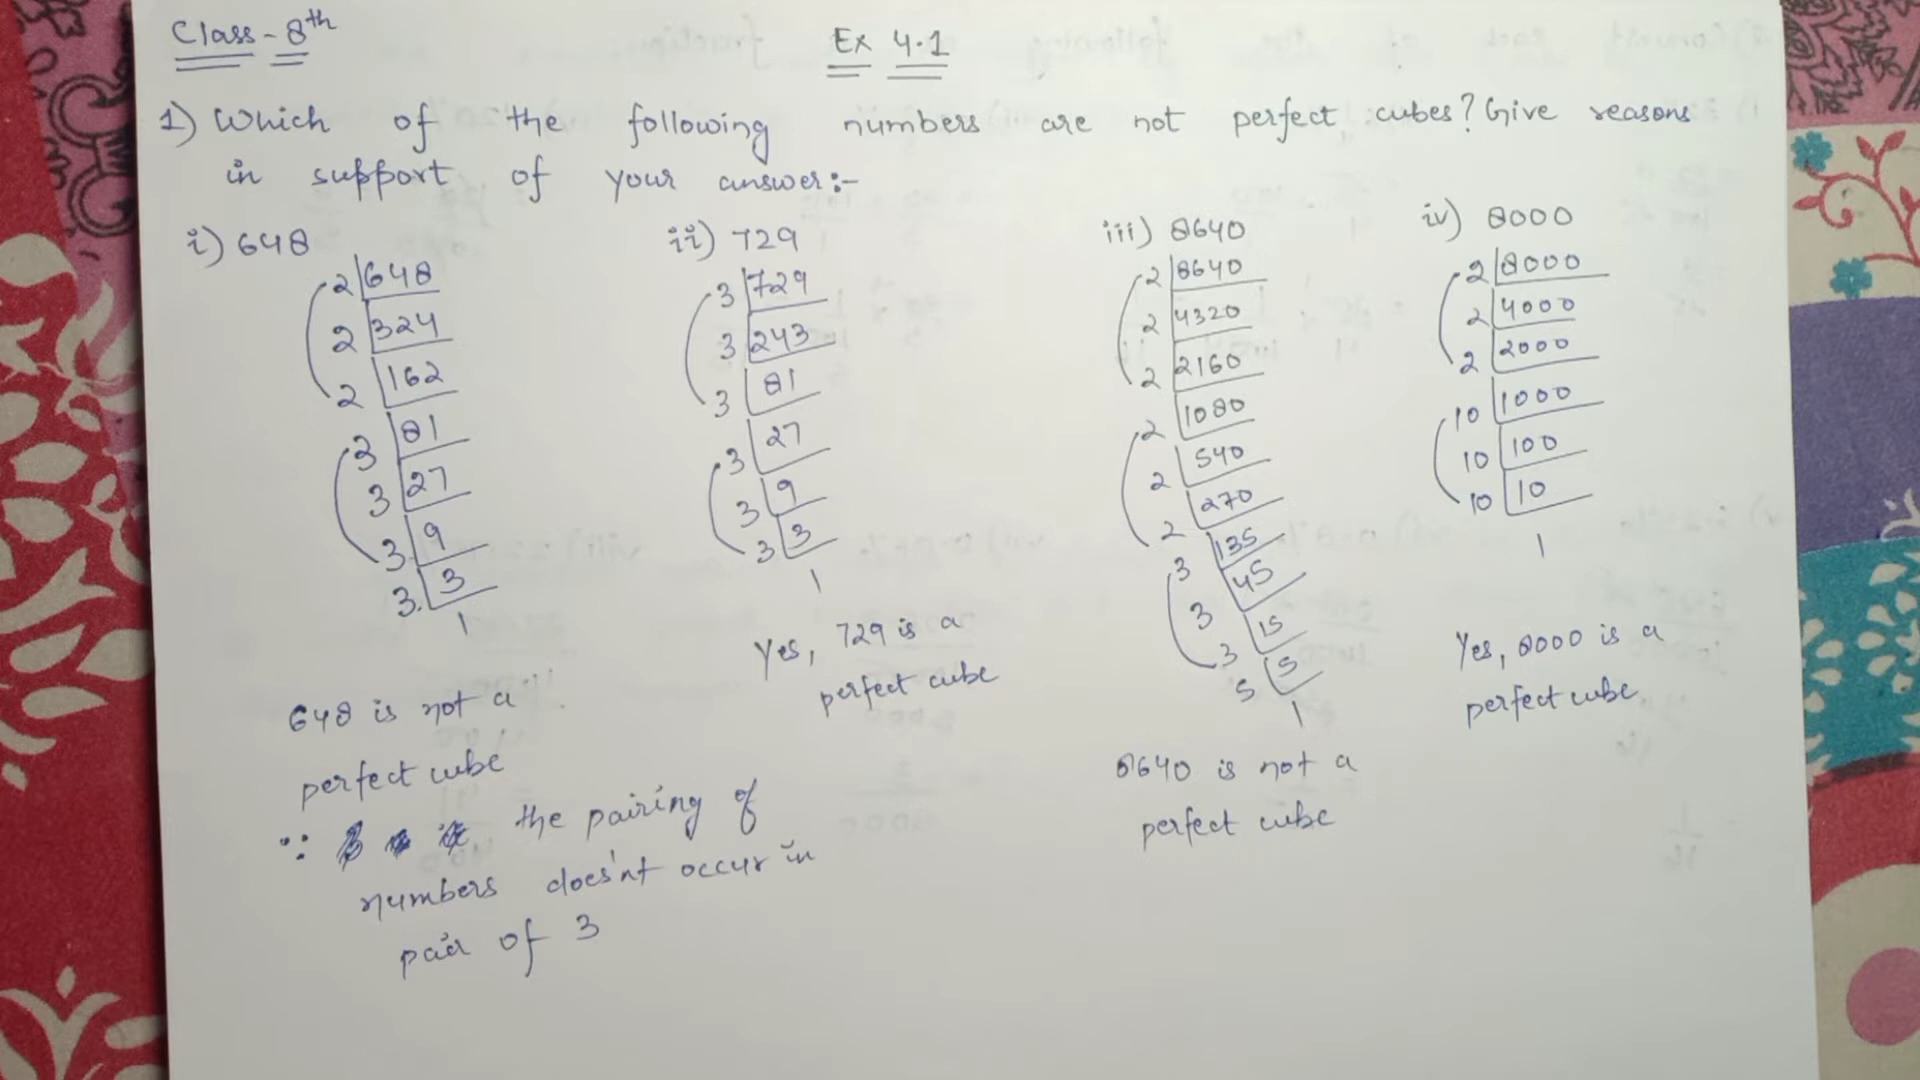 Class - 8th
Ex 4.1
1) Which of the following numbers are not perfect cubes? Give reasons
in support of your answer :-
i) 648
2 | 648
2 | 324
2 | 162
3 | 81
3 | 27
3 | 9
3 | 3
1
648 is not a
perfect cube
∵ the pairing of
numbers does'nt occur in
pair of 3
ii) 729
3 | 729
3 | 243
3 | 81
3 | 27
3 | 9
3 | 3
1
Yes, 729 is a
perfect cube
iii) 8640
2 | 8640
2 | 4320
2 | 2160
2 | 1080
2 | 540
2 | 270
3 | 135
3 | 45
3 | 15
5 | 5
1
8640 is not a
perfect cube
iv) 8000
2 | 8000
2 | 4000
2 | 2000
10 | 1000
10 | 100
10 | 10
1
Yes, 8000 is a
perfect cube.